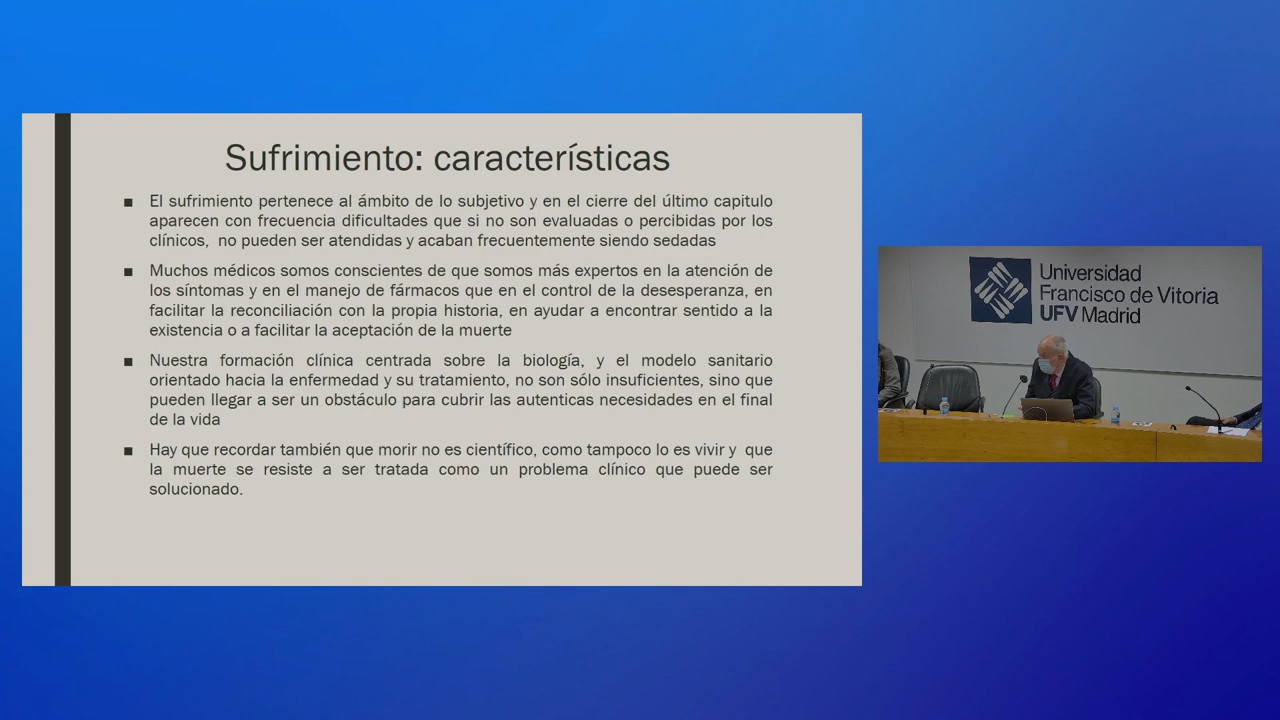 Sufrimiento: características
■ El sufrimiento pertenece al ámbito de lo subjetivo y en el cierre del último capitulo
aparecen con frecuencia dificultades que si no son evaluadas o percibidas por los
clínicos, no pueden ser atendidas y acaban frecuentemente siendo sedadas
■ Muchos médicos somos conscientes de que somos más expertos en la atención de
los síntomas y en el manejo de fármacos que en el control de la desesperanza, en
facilitar la reconciliación con la propia historia, en ayudar a encontrar sentido a la
existencia o a facilitar la aceptación de la muerte
■ Nuestra formación clínica centrada sobre la biología, y el modelo sanitario
orientado hacia la enfermedad y su tratamiento, no son sólo insuficientes, sino que
pueden llegar a ser un obstáculo para cubrir las autenticas necesidades en el final
de la vida
■ Hay que recordar también que morir no es científico, como tampoco lo es vivir y que
la muerte se resiste a ser tratada como un problema clínico que puede ser
solucionado.
Universidad
Francisco de Vitoria
UFV Madrid